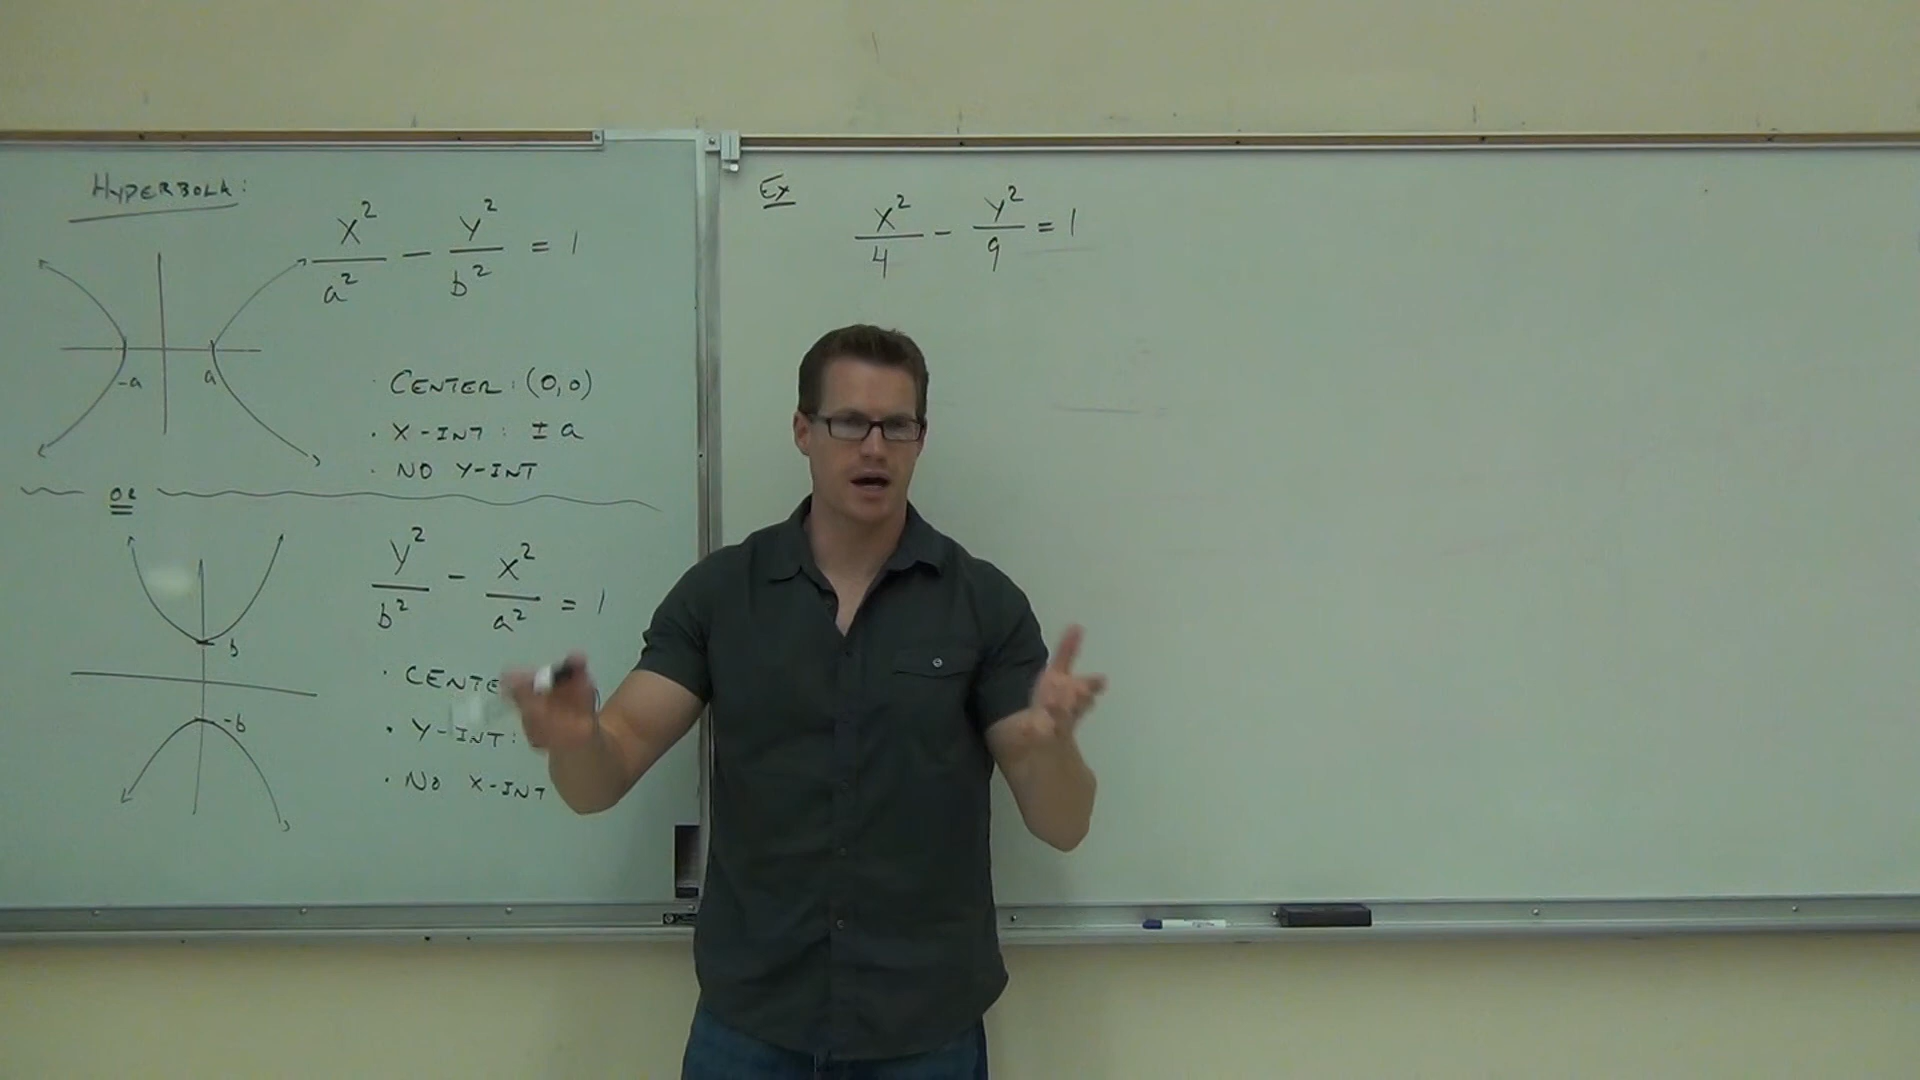 HYPERBOLA:
x²/a² - y²/b² = 1
-a a
· CENTER: (0,0)
· X-INT: ± a
· NO Y-INT
OR
y²/b² - x²/a² = 1
b
-b
· CENTE
· Y-INT:
· NO X-INT
Ex
x²/4 - y²/9 = 1